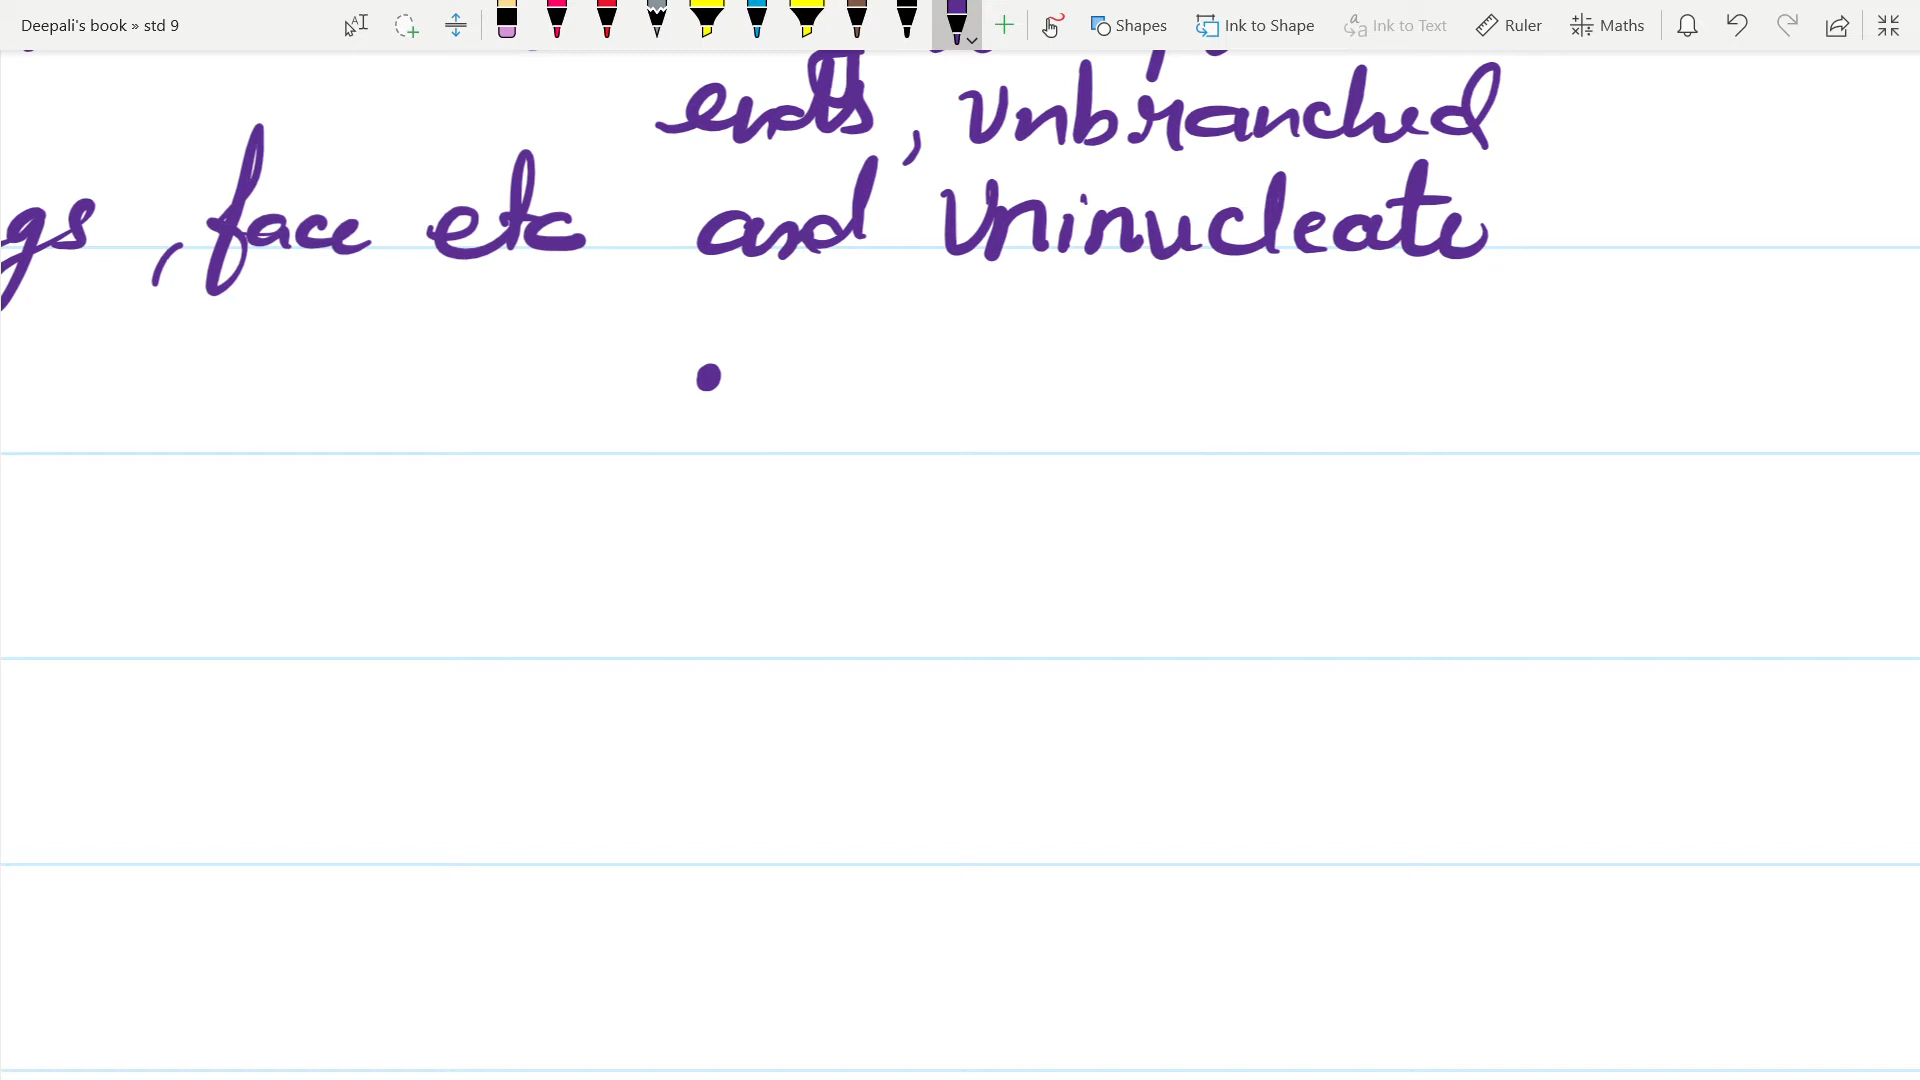 Deepali's book » std 9
Shapes
Ink to Shape
Ink to Text
Ruler
Maths
ends, unbranched
gs, face etc and uninucleate